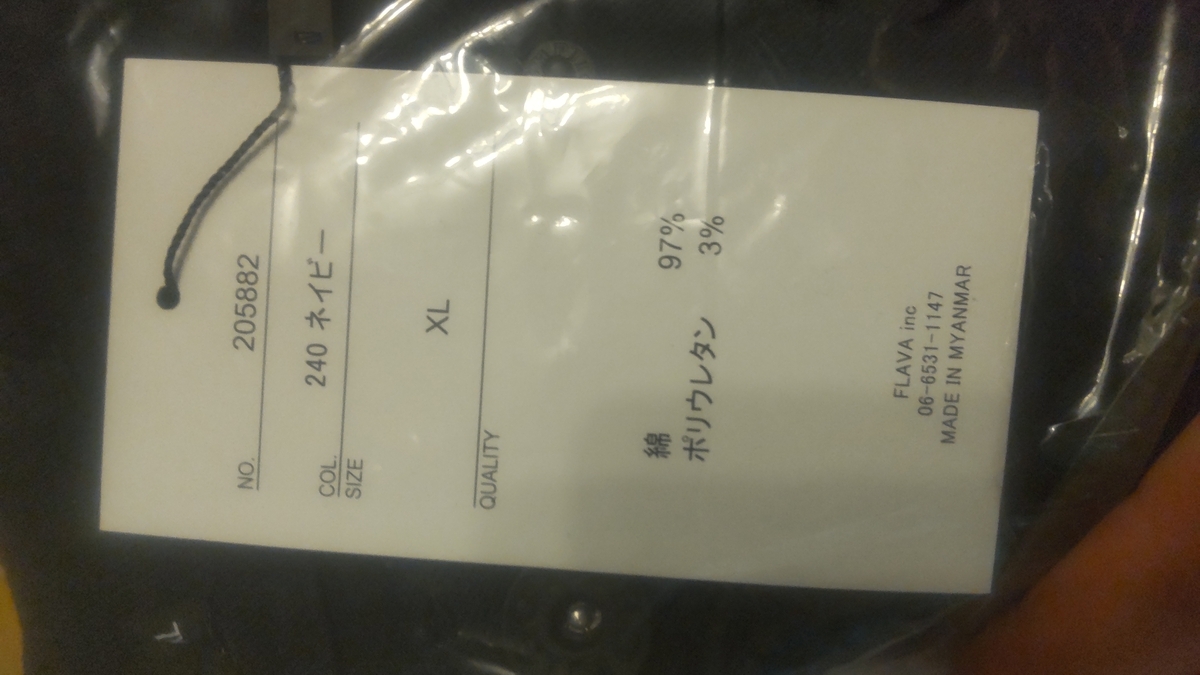 NO. 205882
COL. 240 ネイビー
SIZE
XL
QUALITY
綿 97%
ポリウレタン 3%
FLAVA inc
06-6531-1147
MADE IN MYANMAR